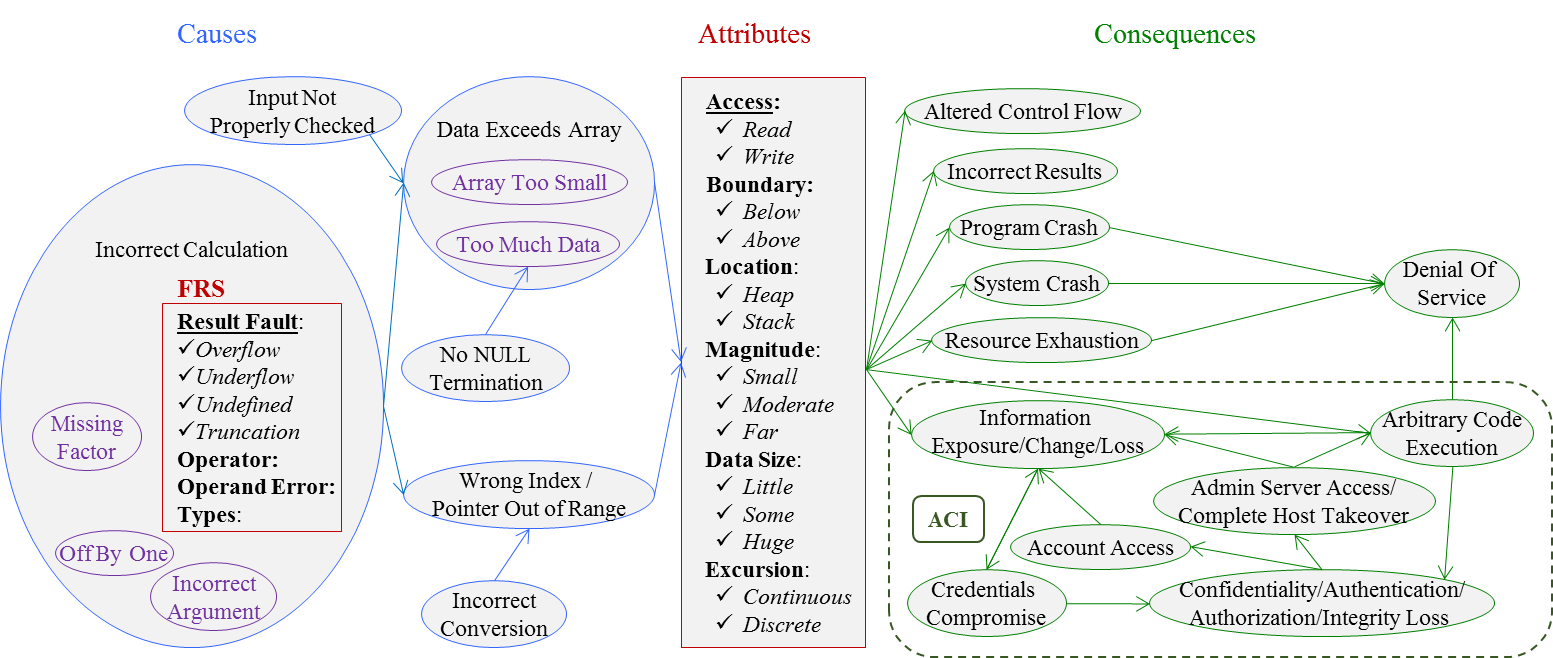 Causes
Attributes
Consequences
Input Not
Properly Checked
Data Exceeds Array
Array Too Small
Too Much Data
Incorrect Calculation
FRS
Result Fault:
✓ Overflow
✓ Underflow
✓ Undefined
✓ Truncation
Operator:
Operand Error:
Types:
Missing
Factor
Off By One
Incorrect
Argument
No NULL
Termination
Wrong Index /
Pointer Out of Range
Incorrect
Conversion
Access:
✓ Read
✓ Write
Boundary:
✓ Below
✓ Above
Location:
✓ Heap
✓ Stack
Magnitude:
✓ Small
✓ Moderate
✓ Far
Data Size:
✓ Little
✓ Some
✓ Huge
Excursion:
✓ Continuous
✓ Discrete
Altered Control Flow
Incorrect Results
Program Crash
System Crash
Resource Exhaustion
Denial Of
Service
Information
Exposure/Change/Loss
Arbitrary Code
Execution
Admin Server Access/
Complete Host Takeover
ACI
Account Access
Credentials
Compromise
Confidentiality/Authentication/
Authorization/Integrity Loss